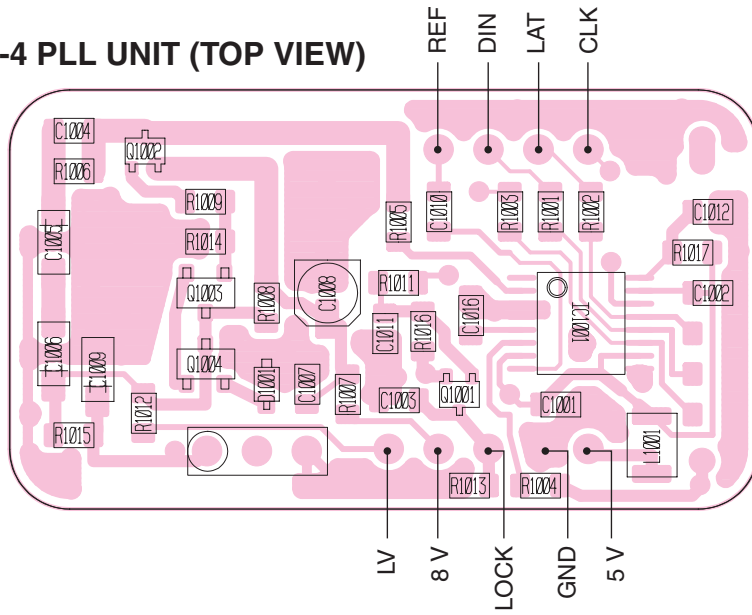 -4 PLL UNIT (TOP VIEW)
REF
DIN
LAT
CLK
C1004
R1006
Q1002
R1009
R1014
C1005
Q1003
R1008
C1008
R1005
C1010
R1003
R1001
R1002
C1012
R1017
C1002
R1011
C1011
R1016
C1016
IC1001
C1006
C1009
Q1004
D1001
C1007
R1007
C1003
Q1001
C1001
R1012
R1015
L1001
R1013
R1004
LV
8 V
LOCK
GND
5 V